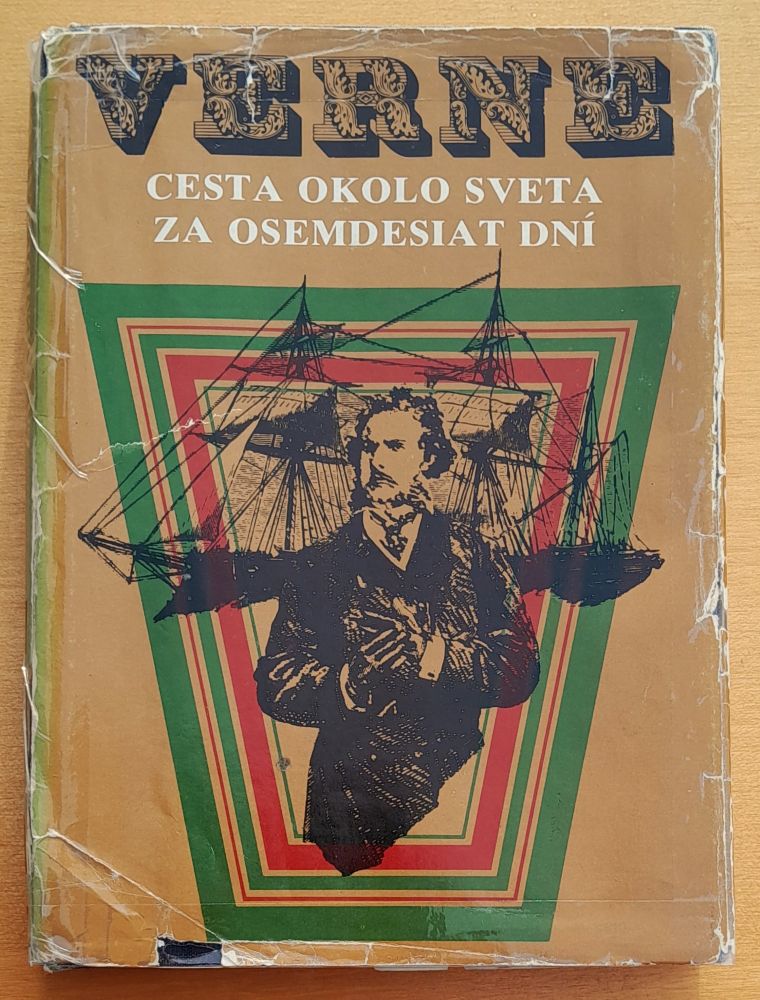 VERNE
CESTA OKOLO SVETA
ZA OSEMDESIAT DNÍ